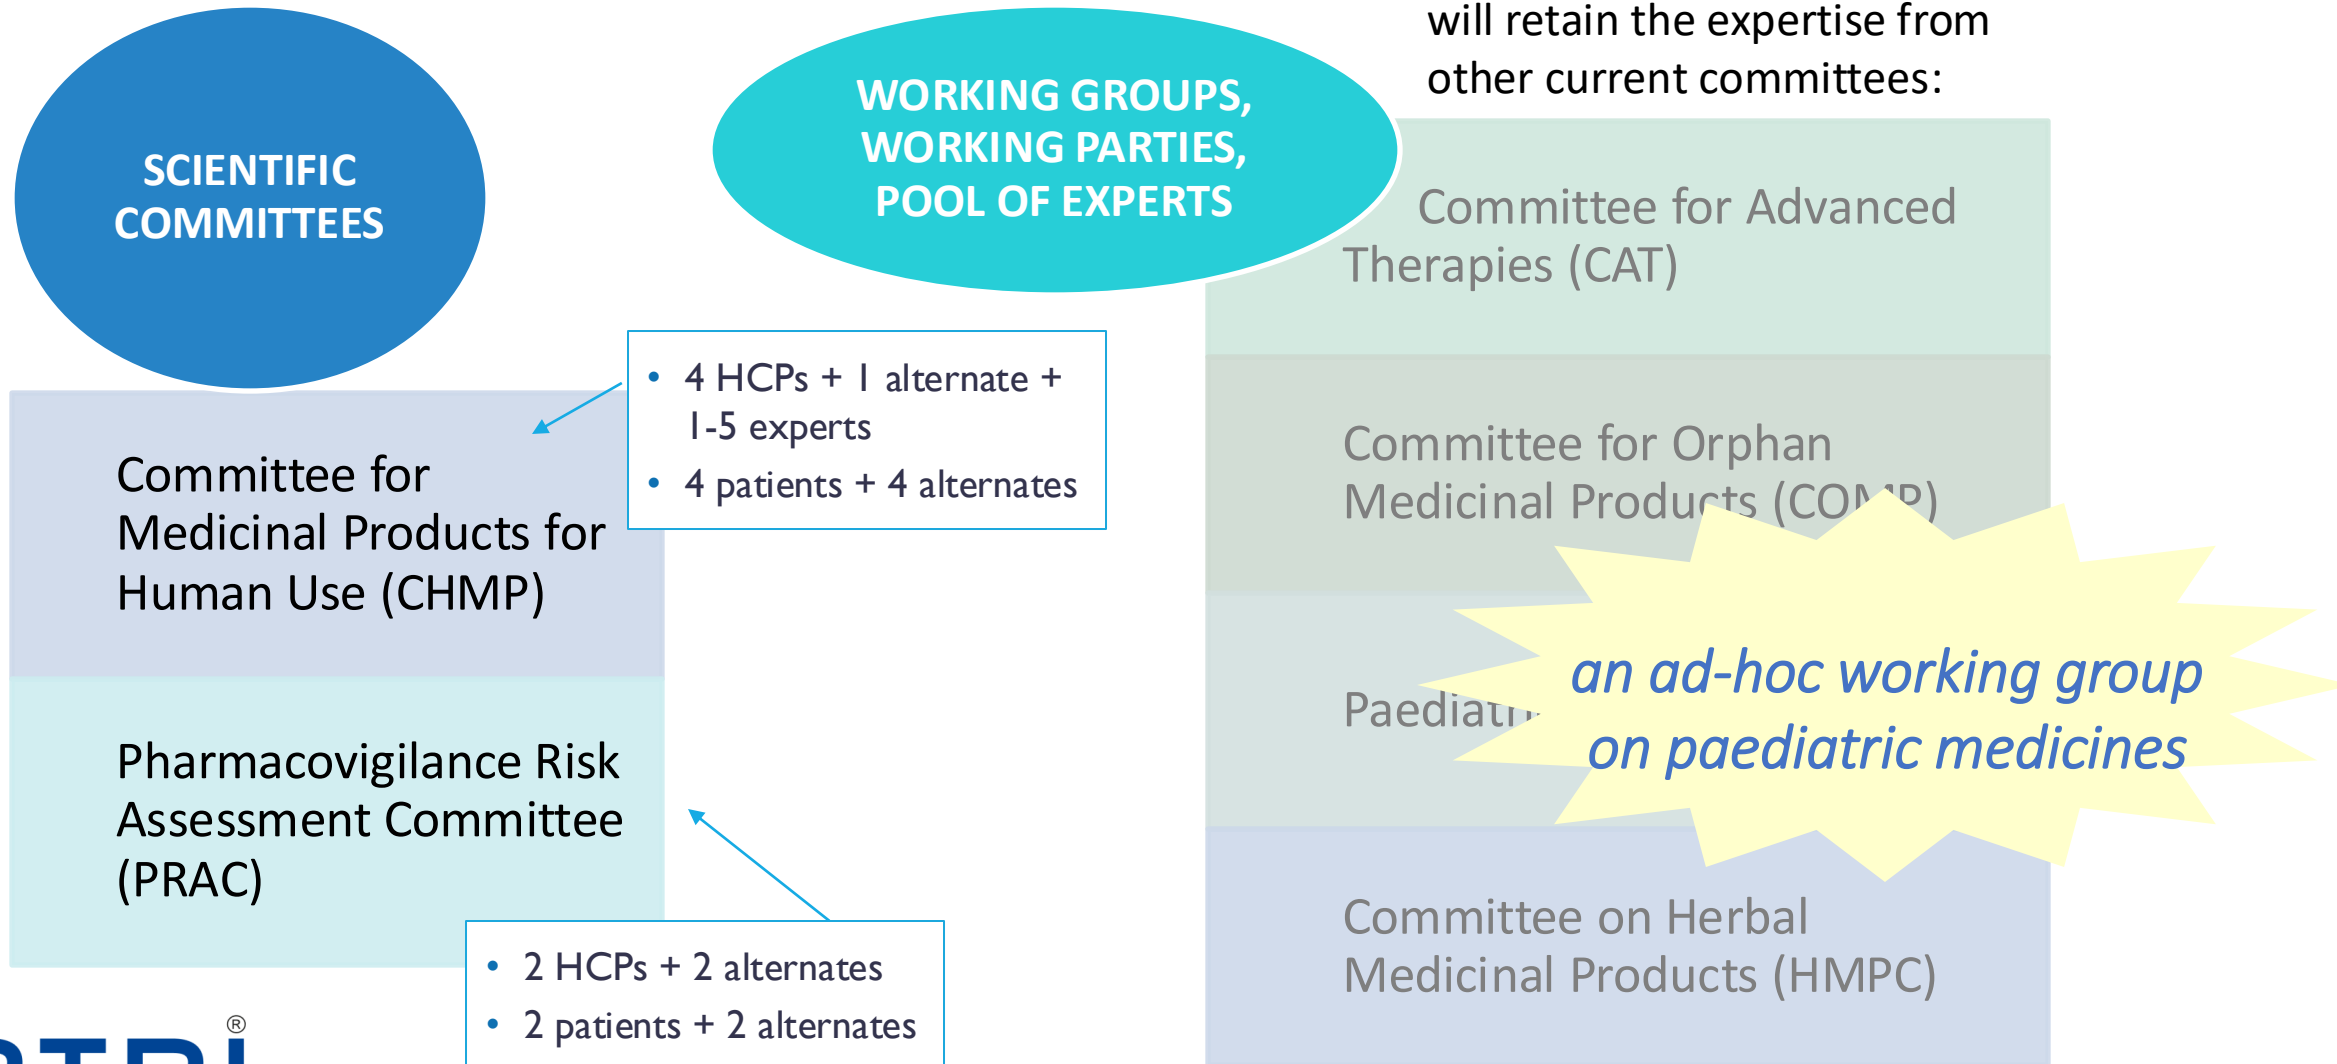 SCIENTIFIC
COMMITTEES
Committee for
Medicinal Products for
Human Use (CHMP)
Pharmacovigilance Risk
Assessment Committee
(PRAC)
• 4 HCPs + 1 alternate +
1-5 experts
• 4 patients + 4 alternates
• 2 HCPs + 2 alternates
• 2 patients + 2 alternates
WORKING GROUPS,
WORKING PARTIES,
POOL OF EXPERTS
will retain the expertise from
other current committees:
Committee for Advanced
Therapies (CAT)
Committee for Orphan
Medicinal Products (COMP)
an ad-hoc working group
on paediatric medicines
Committee on Herbal
Medicinal Products (HMPC)
®